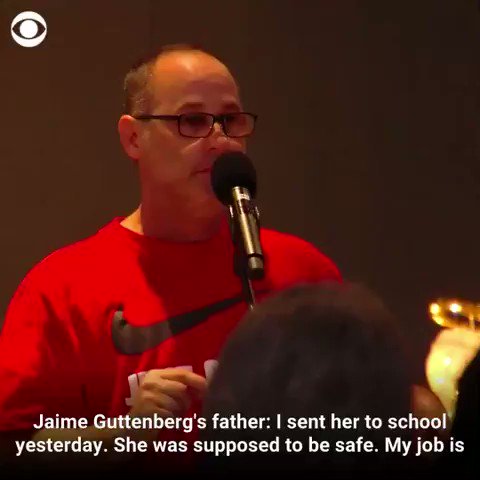 Jaime Guttenberg's father: I sent her to school
yesterday. She was supposed to be safe. My job is